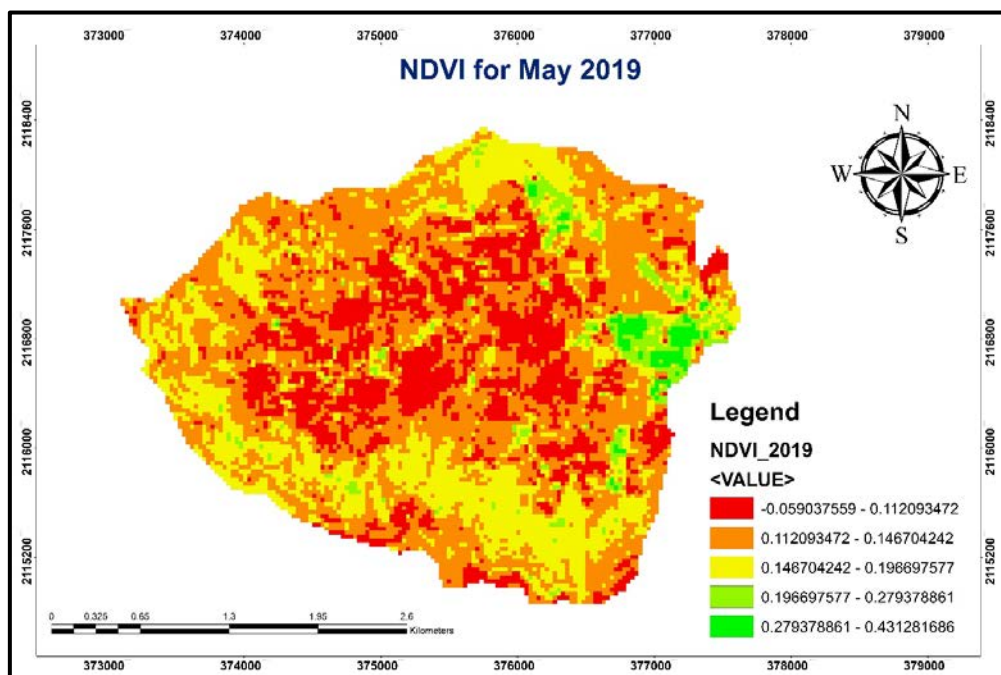 373000 374000 375000 376000 377000 378000 379000
NDVI for May 2019
2118400 2118400
N
W E
S
2117600 2117600
2116800 2116800
2116000 2116000
2115200 2115200
Legend
NDVI_2019
<VALUE>
-0.059037559 - 0.112093472
0.112093472 - 0.146704242
0.146704242 - 0.196697577
0.196697577 - 0.279378861
0.279378861 - 0.431281686
0 0.325 0.65 1.3 1.95 2.6
Kilometers
373000 374000 375000 376000 377000 378000 379000